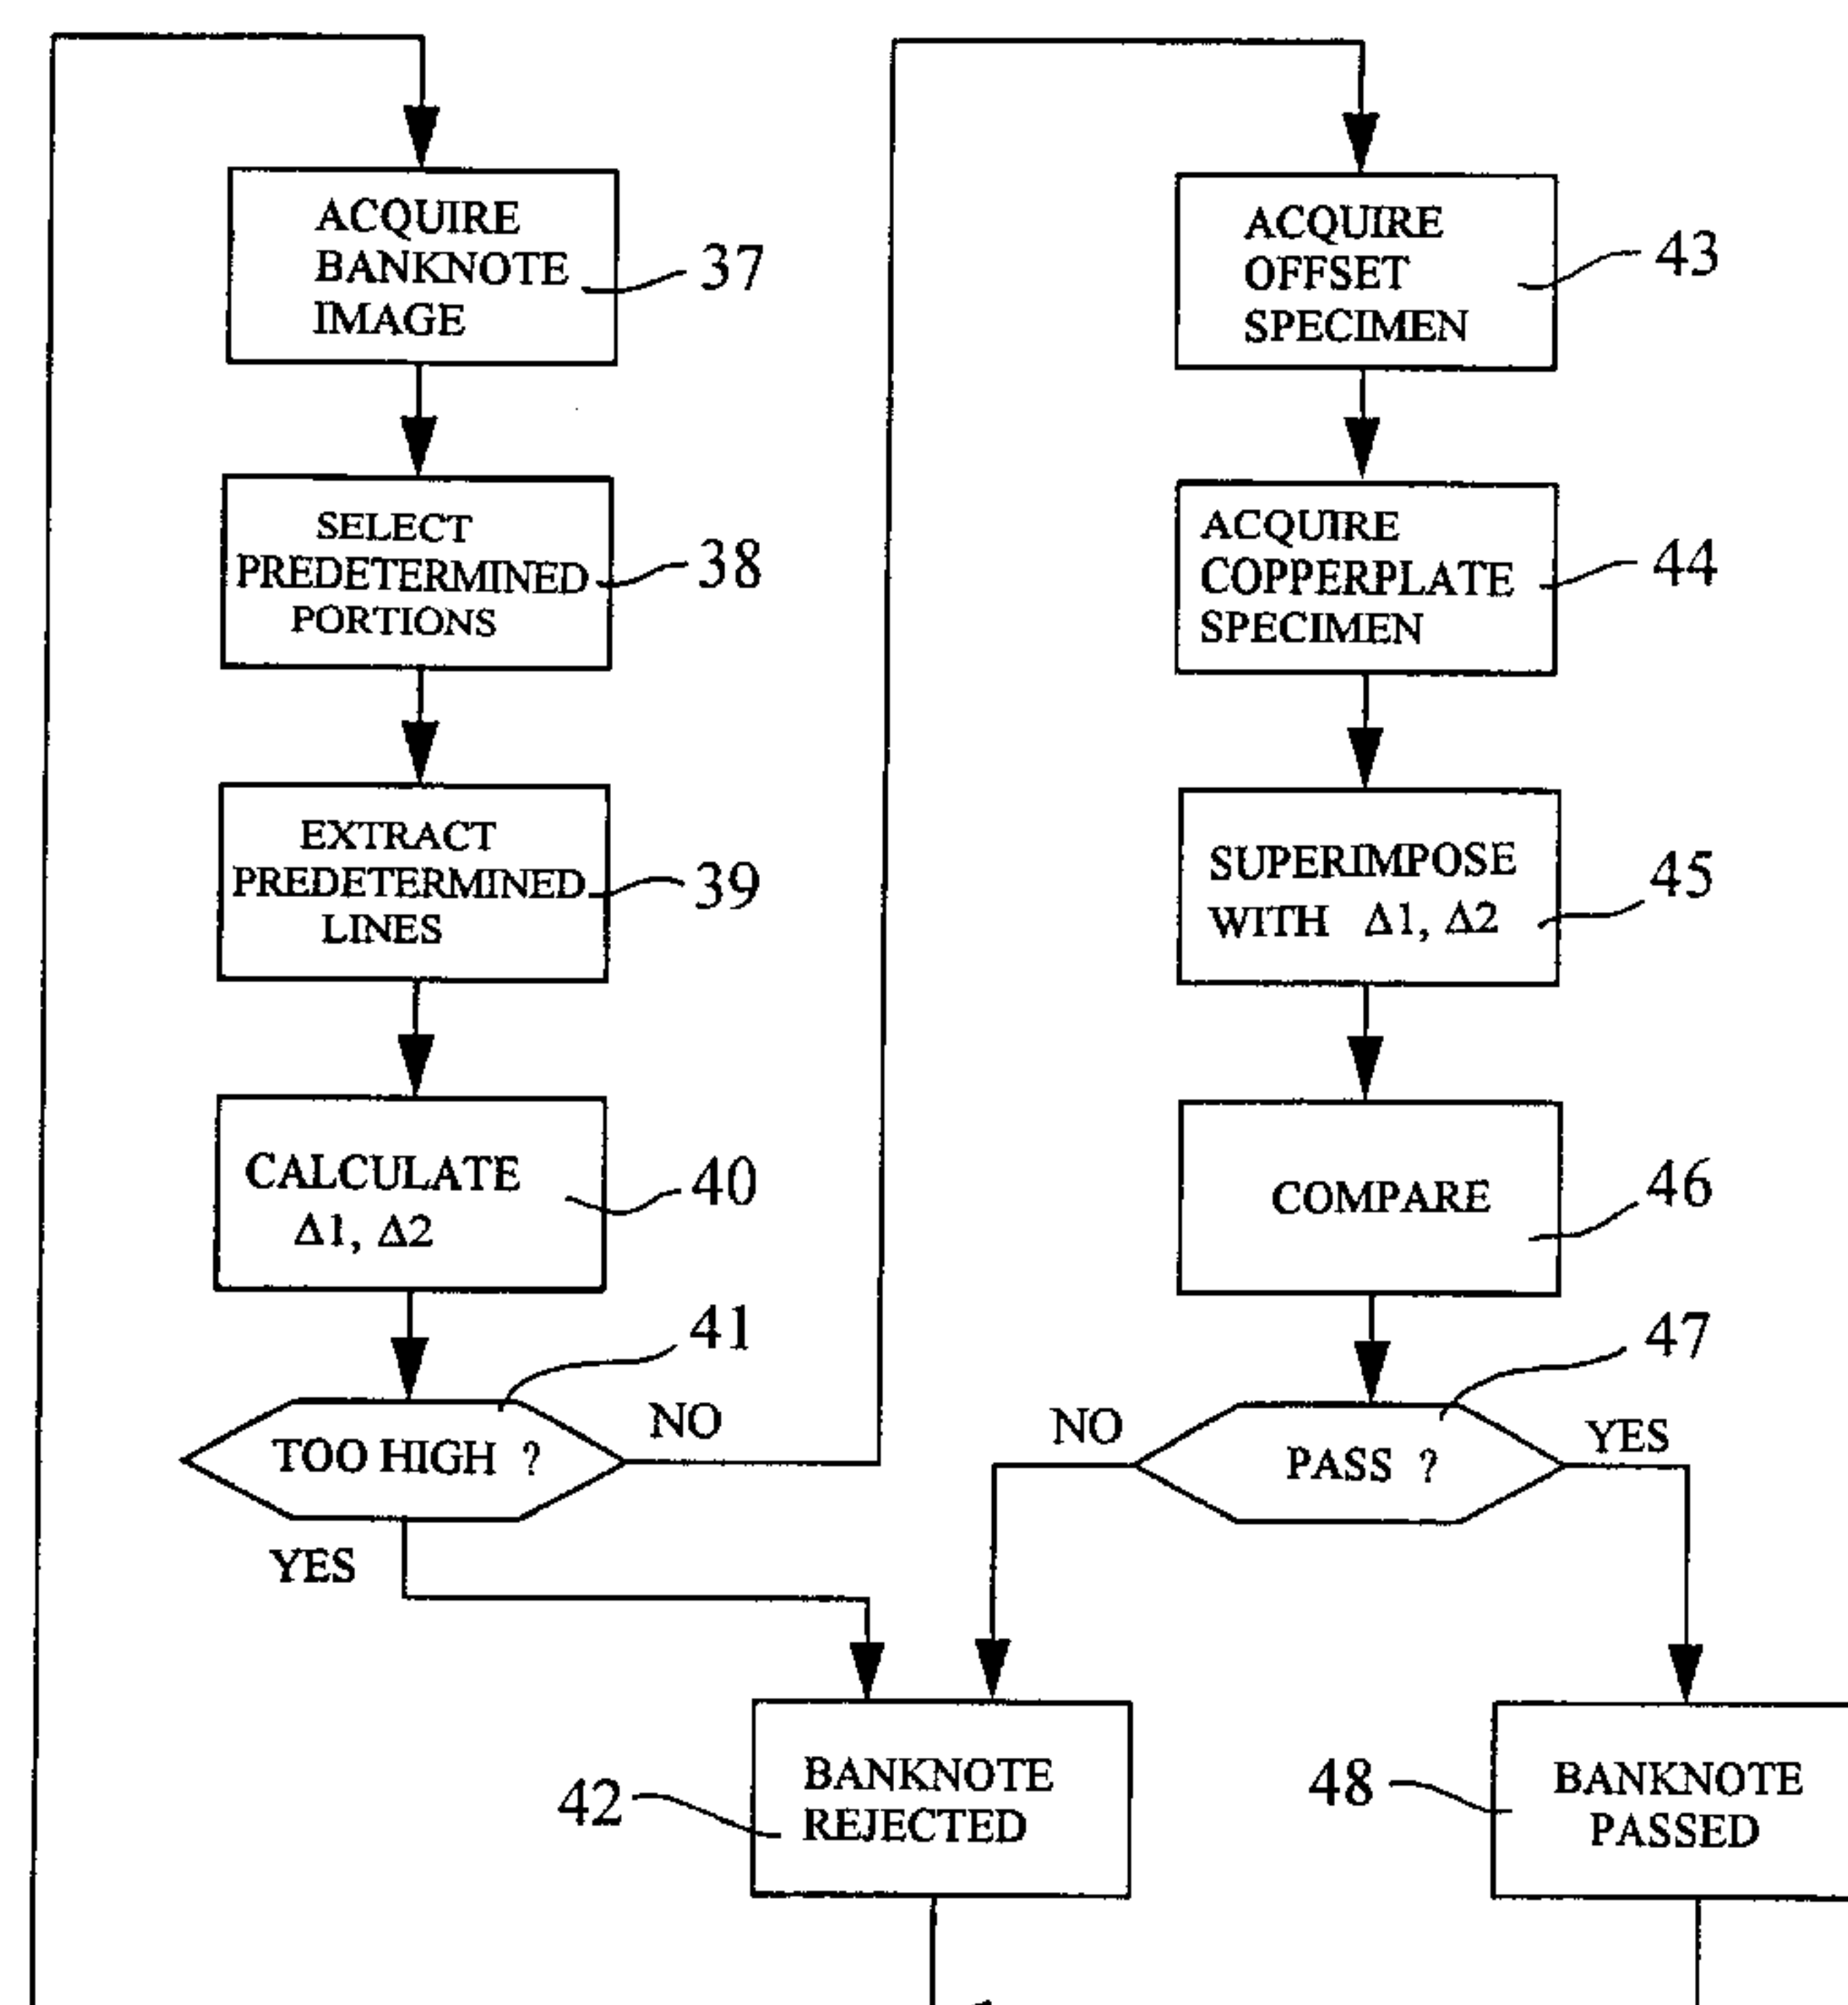 ACQUIRE
BANKNOTE
IMAGE
37
SELECT
PREDETERMINED
PORTIONS
38
EXTRACT
PREDETERMINED
LINES
39
CALCULATE
Δ1, Δ2
40
41
TOO HIGH ?
NO
YES
ACQUIRE
OFFSET
SPECIMEN
43
ACQUIRE
COPPERPLATE
SPECIMEN
44
SUPERIMPOSE
WITH Δ1, Δ2
45
COMPARE
46
47
NO
PASS ?
YES
42
BANKNOTE
REJECTED
48
BANKNOTE
PASSED